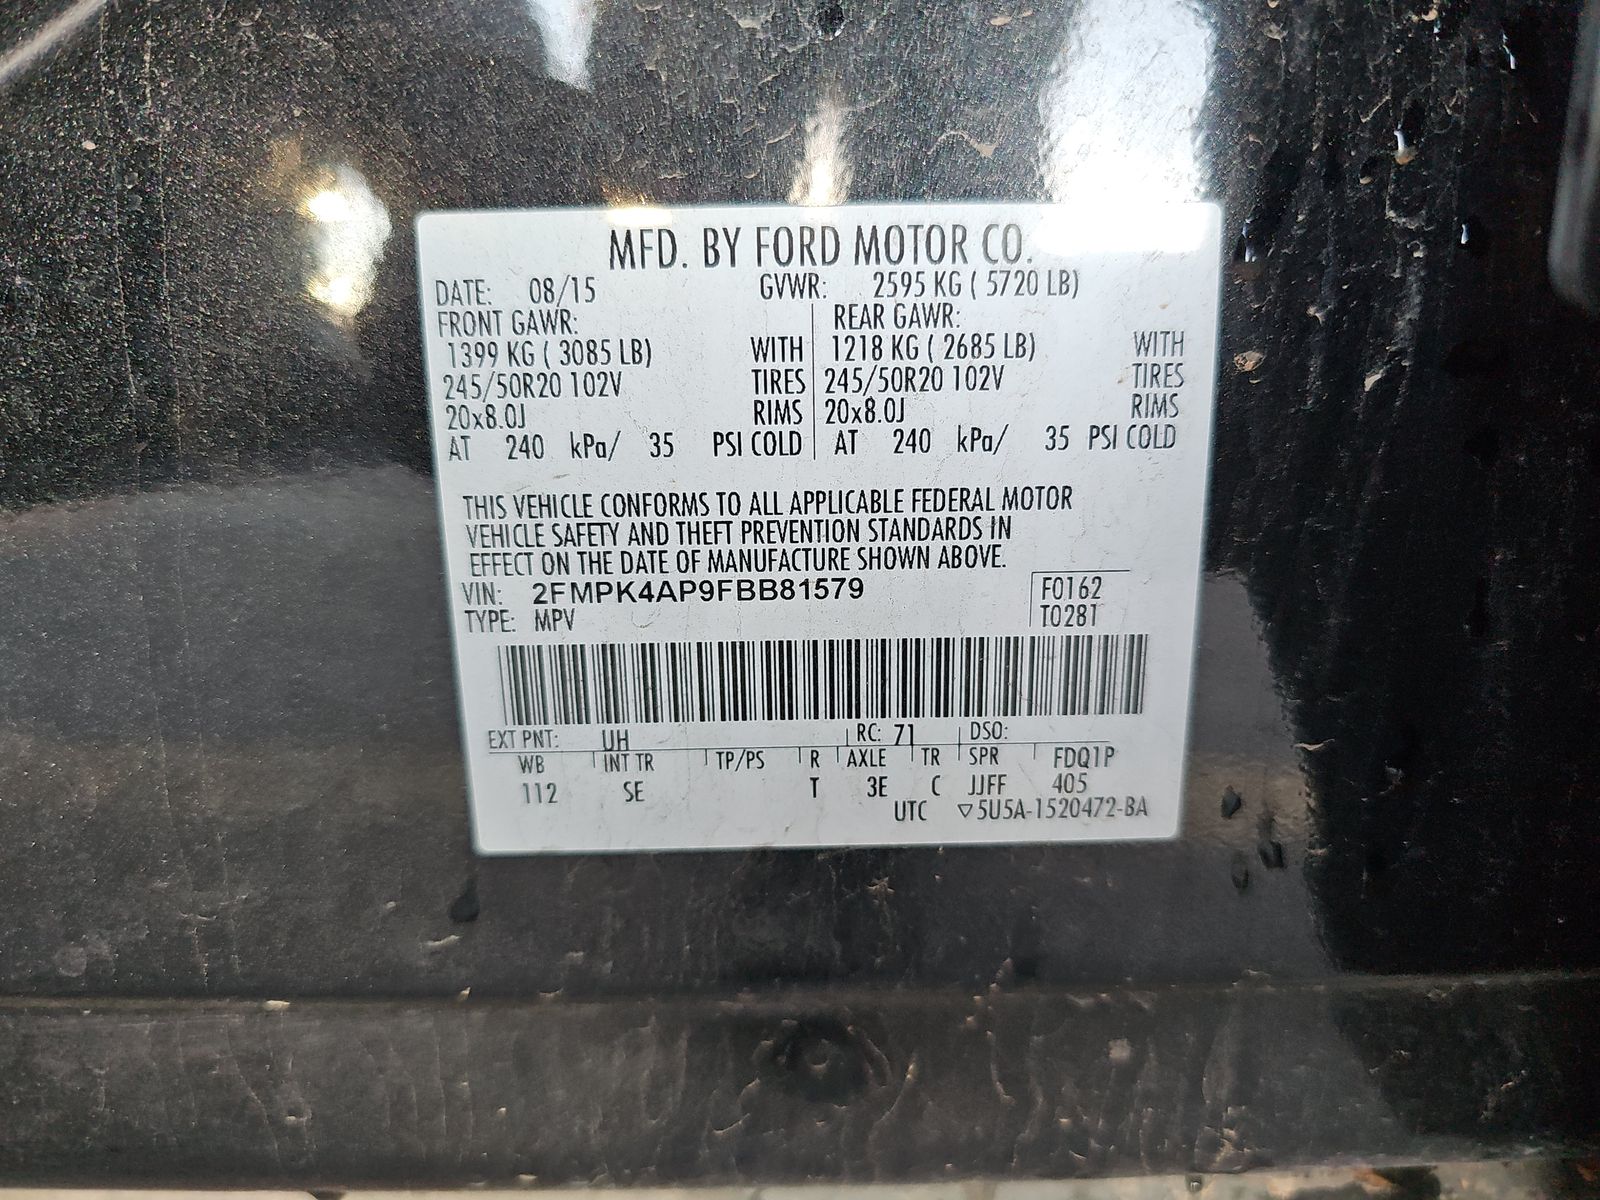 MFD. BY FORD MOTOR CO.
DATE: 08/15 GVWR: 2595 KG ( 5720 LB)
FRONT GAWR: REAR GAWR:
1399 KG ( 3085 LB) WITH 1218 KG ( 2685 LB) WITH
245/50R20 102V TIRES 245/50R20 102V TIRES
20x8.0J RIMS 20x8.0J RIMS
AT 240 kPa/ 35 PSI COLD AT 240 kPa/ 35 PSI COLD
THIS VEHICLE CONFORMS TO ALL APPLICABLE FEDERAL MOTOR
VEHICLE SAFETY AND THEFT PREVENTION STANDARDS IN
EFFECT ON THE DATE OF MANUFACTURE SHOWN ABOVE.
VIN: 2FMPK4AP9FBB81579 F0162
TYPE: MPV T0281
EXT PNT: UH RC: 71 DSO:
WB INT TR TP/PS R AXLE TR SPR FDQ1P
112 SE T 3E C JJFF 405
UTC ▽5U5A-1520472-BA